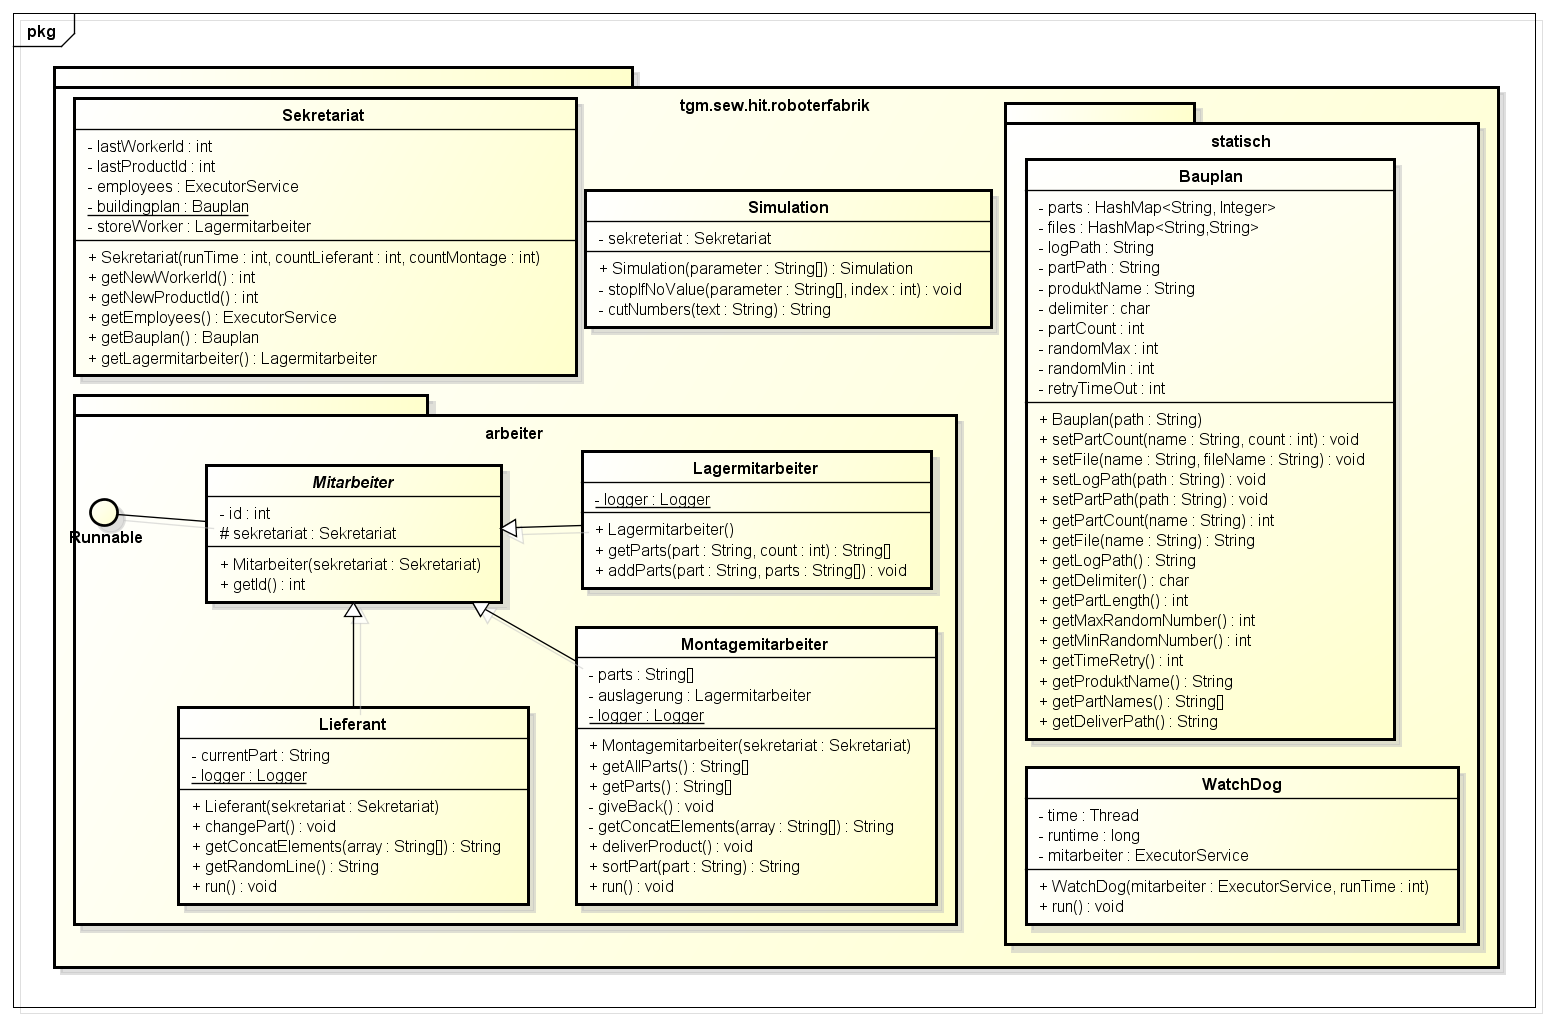 pkg
tgm.sew.hit.roboterfabrik
Sekretariat
- lastWorkerId : int
- lastProductId : int
- employees : ExecutorService
- buildingplan : Bauplan
- storeWorker : Lagermitarbeiter
+ Sekretariat(runTime : int, countLieferant : int, countMontage : int)
+ getNewWorkerId() : int
+ getNewProductId() : int
+ getEmployees() : ExecutorService
+ getBauplan() : Bauplan
+ getLagermitarbeiter() : Lagermitarbeiter
Simulation
- sekreteriat : Sekretariat
+ Simulation(parameter : String[]) : Simulation
- stopIfNoValue(parameter : String[], index : int) : void
- cutNumbers(text : String) : String
arbeiter
Runnable
Mitarbeiter
- id : int
# sekretariat : Sekretariat
+ Mitarbeiter(sekretariat : Sekretariat)
+ getId() : int
Lagermitarbeiter
- logger : Logger
+ Lagermitarbeiter()
+ getParts(part : String, count : int) : String[]
+ addParts(part : String, parts : String[]) : void
Lieferant
- currentPart : String
- logger : Logger
+ Lieferant(sekretariat : Sekretariat)
+ changePart() : void
+ getConcatElements(array : String[]) : String
+ getRandomLine() : String
+ run() : void
Montagemitarbeiter
- parts : String[]
- auslagerung : Lagermitarbeiter
- logger : Logger
+ Montagemitarbeiter(sekretariat : Sekretariat)
+ getAllParts() : String[]
+ getParts() : String[]
- giveBack() : void
- getConcatElements(array : String[]) : String
+ deliverProduct() : void
+ sortPart(part : String) : String
+ run() : void
statisch
Bauplan
- parts : HashMap<String, Integer>
- files : HashMap<String,String>
- logPath : String
- partPath : String
- produktName : String
- delimiter : char
- partCount : int
- randomMax : int
- randomMin : int
- retryTimeOut : int
+ Bauplan(path : String)
+ setPartCount(name : String, count : int) : void
+ setFile(name : String, fileName : String) : void
+ setLogPath(path : String) : void
+ setPartPath(path : String) : void
+ getPartCount(name : String) : int
+ getFile(name : String) : String
+ getLogPath() : String
+ getDelimiter() : char
+ getPartLength() : int
+ getMaxRandomNumber() : int
+ getMinRandomNumber() : int
+ getTimeRetry() : int
+ getProduktName() : String
+ getPartNames() : String[]
+ getDeliverPath() : String
WatchDog
- time : Thread
- runtime : long
- mitarbeiter : ExecutorService
+ WatchDog(mitarbeiter : ExecutorService, runTime : int)
+ run() : void